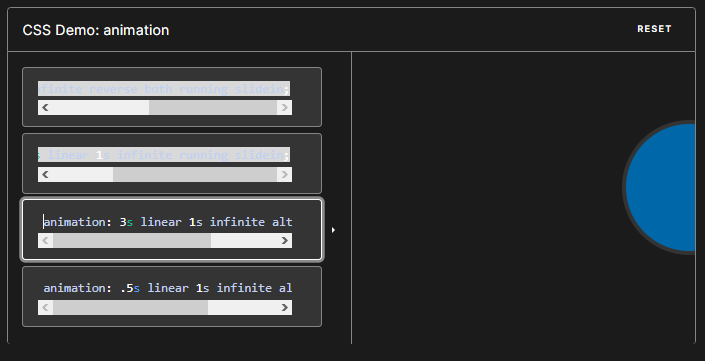 CSS Demo: animation
RESET
finite reverse both running slidein;
s linear 1s infinite running slidein;
animation: 3s linear 1s infinite alt
animation: .5s linear 1s infinite al